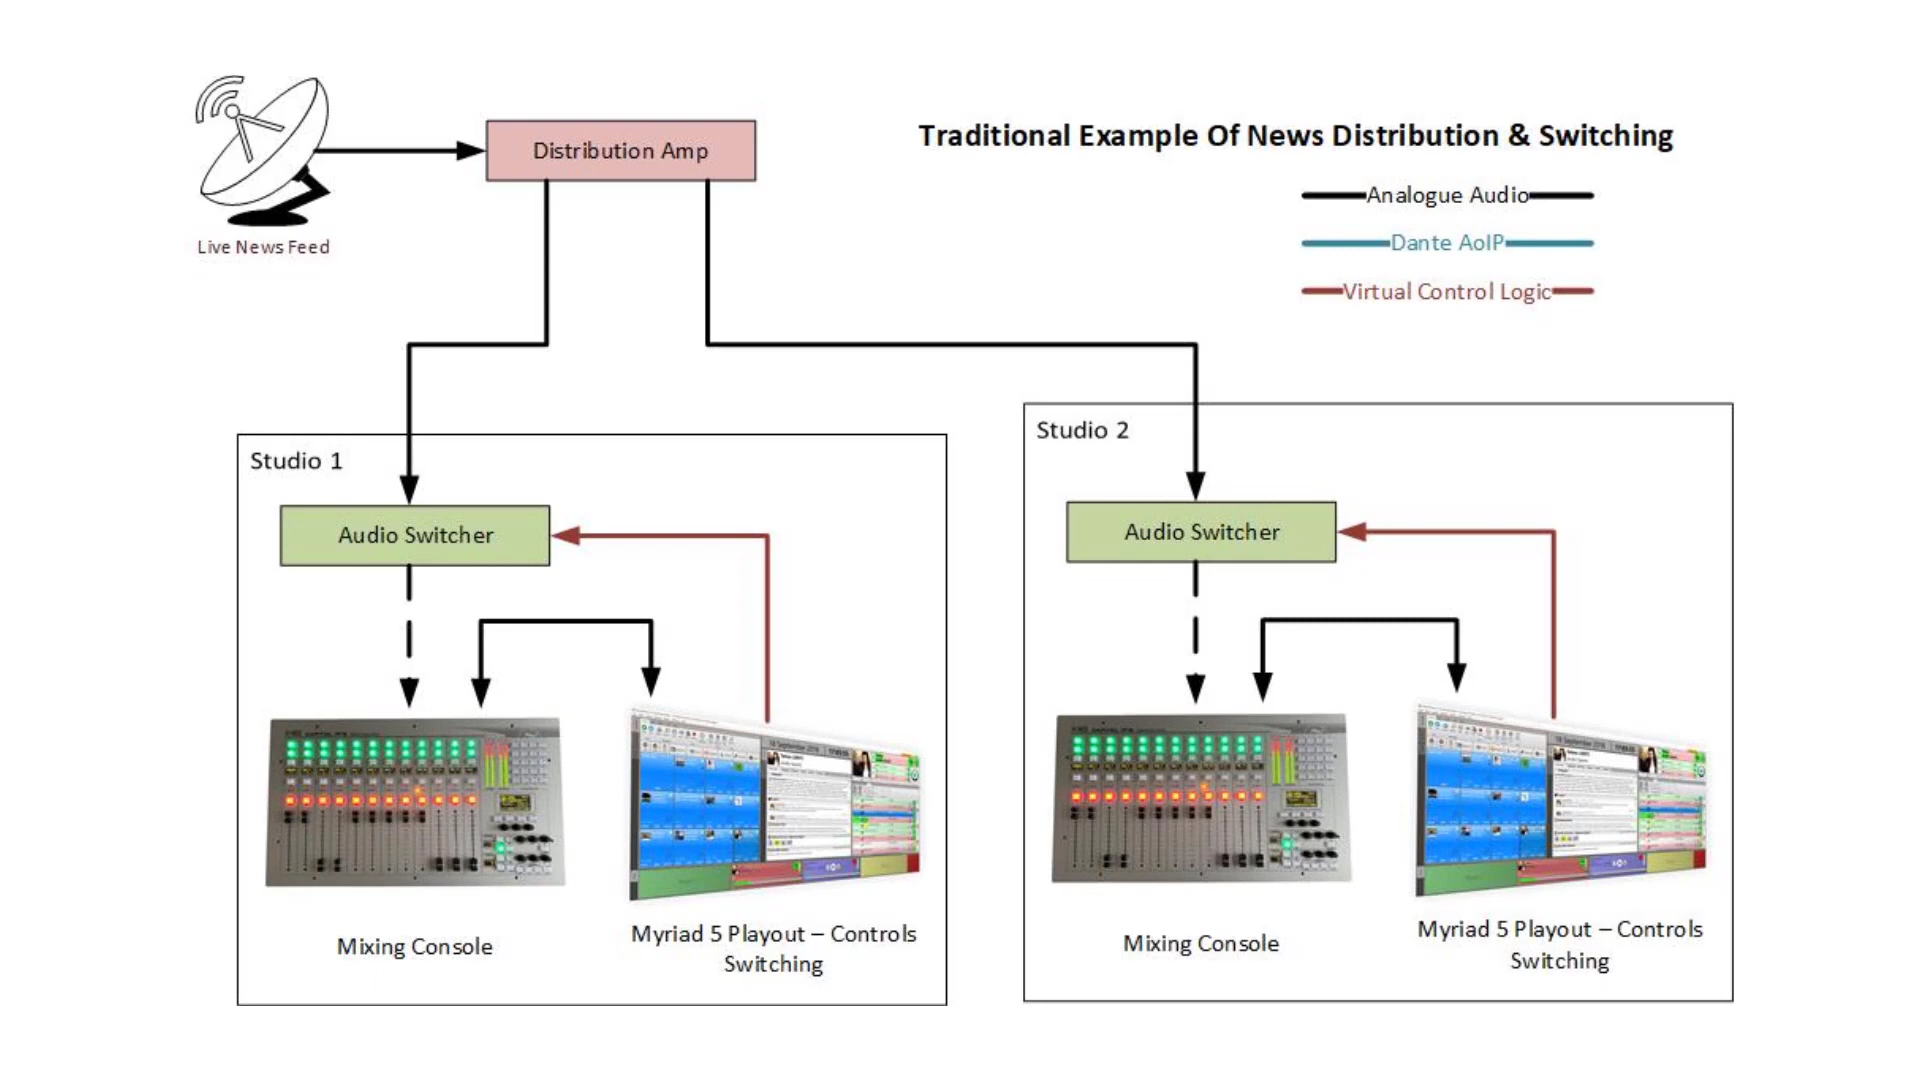 Traditional Example Of News Distribution & Switching
Distribution Amp
Analogue Audio
Dante AoIP
Live News Feed
Virtual Control Logic
Studio 1
Studio 2
Audio Switcher
Audio Switcher
Mixing Console
Myriad 5 Playout – Controls
Switching
Mixing Console
Myriad 5 Playout – Controls
Switching